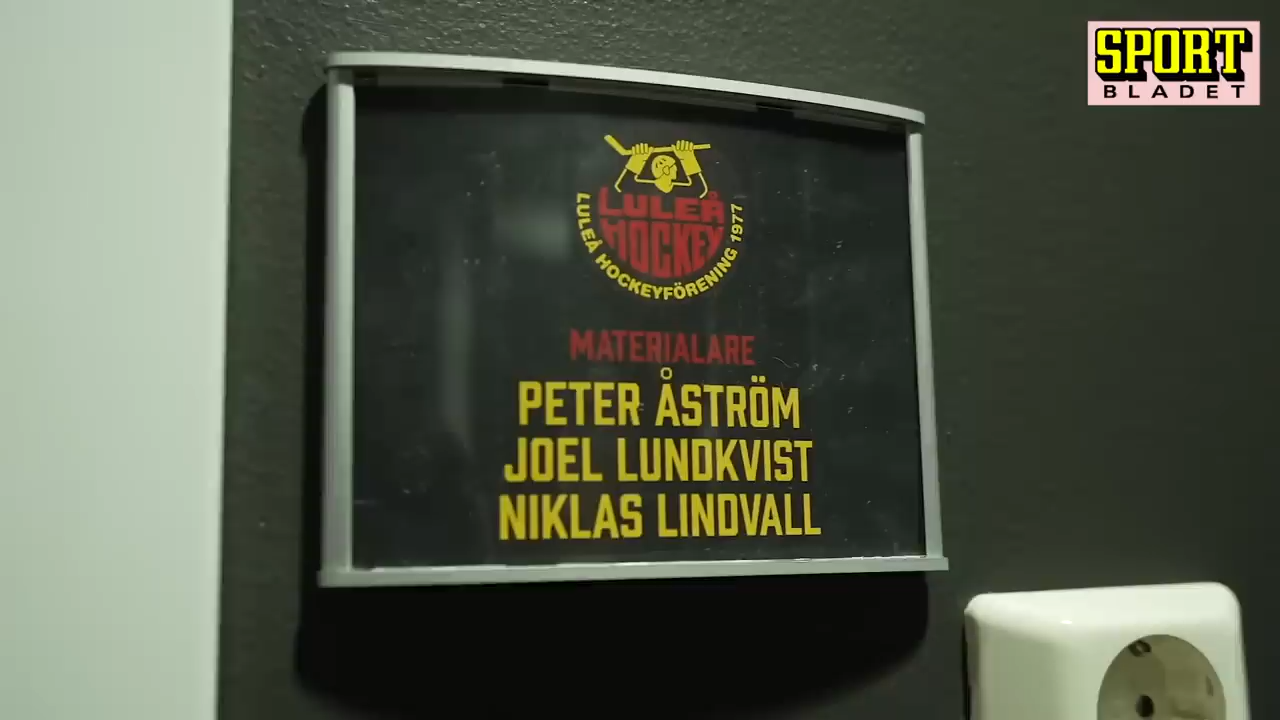 SPORT
BLADET
LULEÅ
HOCKEY
LULEÅ HOCKEYFÖRENING 1977
MATERIALARE
PETER ÅSTRÖM
JOEL LUNDKVIST
NIKLAS LINDVALL